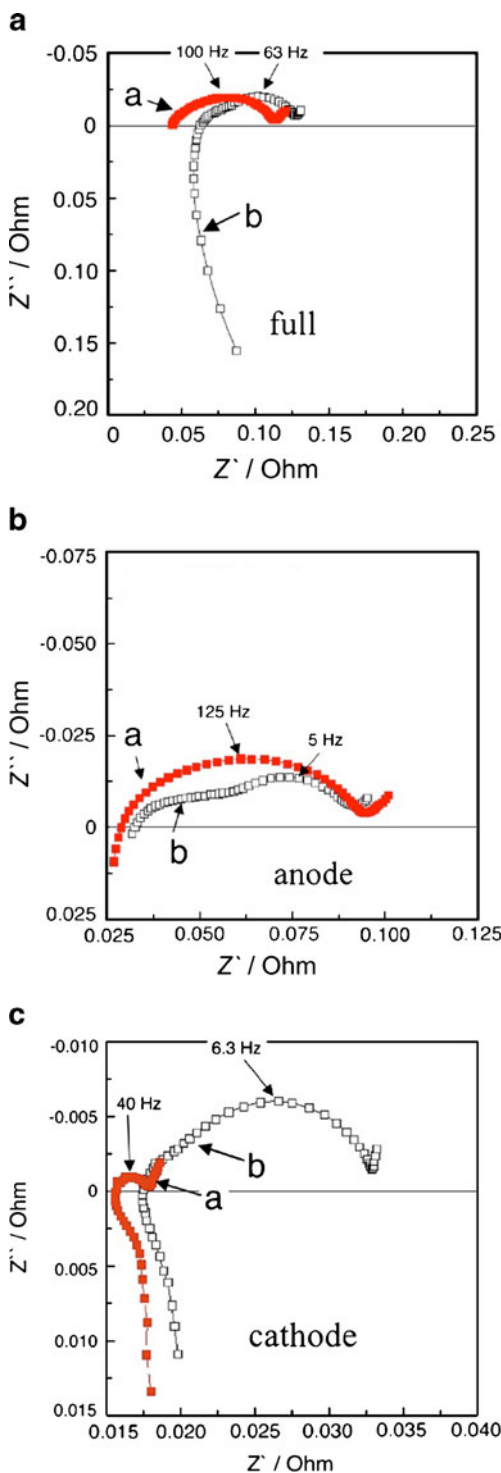 a
-0.05
0
0.05
0.10
0.15
0.20
Z`` / Ohm
100 Hz
63 Hz
a
b
full
0 0.05 0.10 0.15 0.20 0.25
Z` / Ohm
b
-0.075
-0.050
-0.025
0
0.025
Z`` / Ohm
125 Hz
a
5 Hz
b
anode
0.025 0.050 0.075 0.100 0.125
Z` / Ohm
c
-0.010
-0.005
0
0.005
0.010
0.015
Z`` / Ohm
6.3 Hz
40 Hz
b
a
cathode
0.015 0.020 0.025 0.030 0.035 0.040
Z` / Ohm